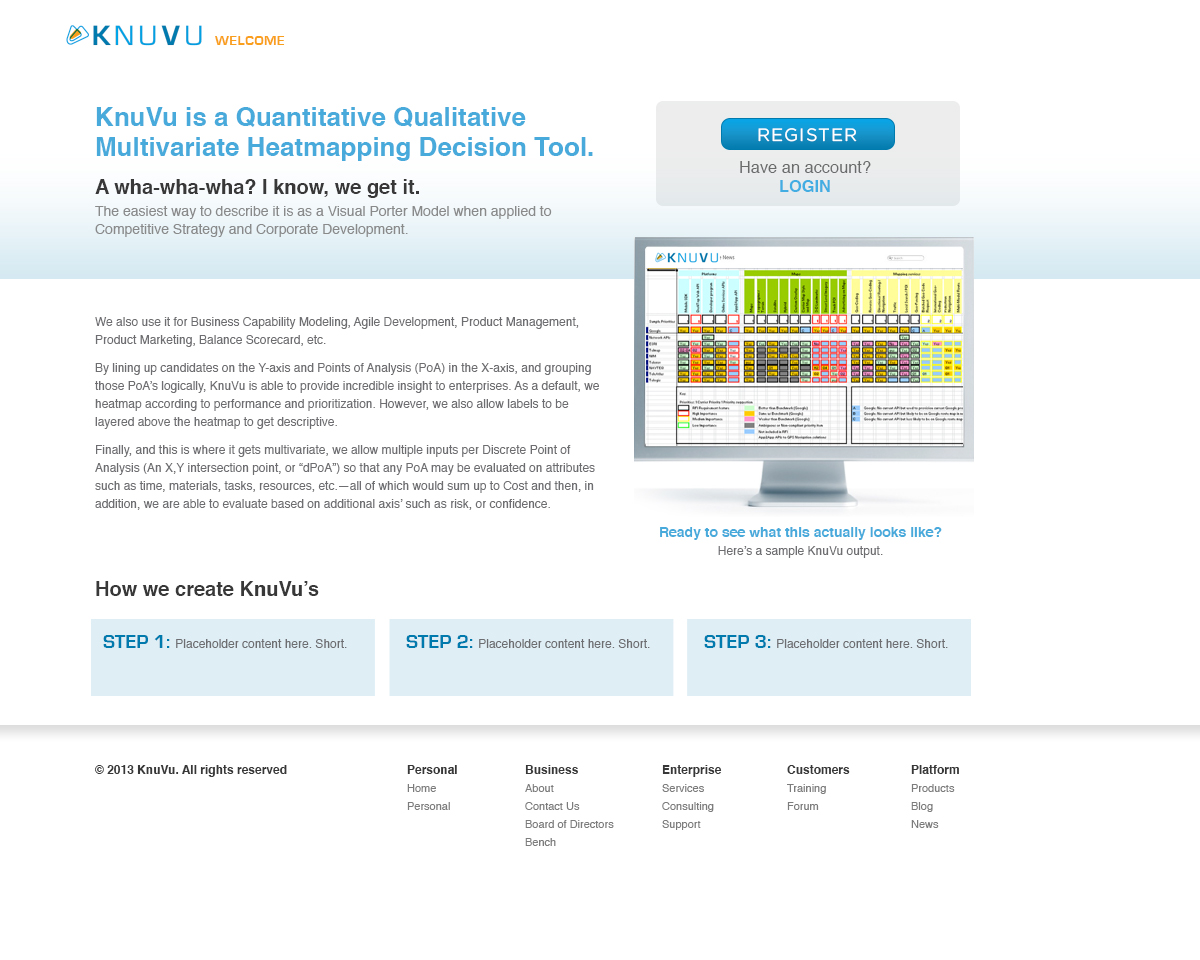 KNUVU WELCOME
KnuVu is a Quantitative Qualitative
Multivariate Heatmapping Decision Tool.
A wha-wha-wha? I know, we get it.
The easiest way to describe it is as a Visual Porter Model when applied to
Competitive Strategy and Corporate Development.
REGISTER
Have an account?
LOGIN
We also use it for Business Capability Modeling, Agile Development, Product Management,
Product Marketing, Balance Scorecard, etc.
By lining up candidates on the Y-axis and Points of Analysis (PoA) in the X-axis, and grouping
those PoA's logically, KnuVu is able to provide incredible insight to enterprises. As a default, we
heatmap according to performance and prioritization. However, we also allow labels to be
layered above the heatmap to get descriptive.
Finally, and this is where it gets multivariate, we allow multiple inputs per Discrete Point of
Analysis (An X,Y intersection point, or “dPoA”) so that any PoA may be evaluated on attributes
such as time, materials, tasks, resources, etc.—all of which would sum up to Cost and then, in
addition, we are able to evaluate based on additional axis’ such as risk, or confidence.
KNUVU
News
Ready to see what this actually looks like?
Here’s a sample KnuVu output.
How we create KnuVu’s
STEP 1: Placeholder content here. Short.
STEP 2: Placeholder content here. Short.
STEP 3: Placeholder content here. Short.
© 2013 KnuVu. All rights reserved
Personal
Home
Personal
Business
About
Contact Us
Board of Directors
Bench
Enterprise
Services
Consulting
Support
Customers
Training
Forum
Platform
Products
Blog
News